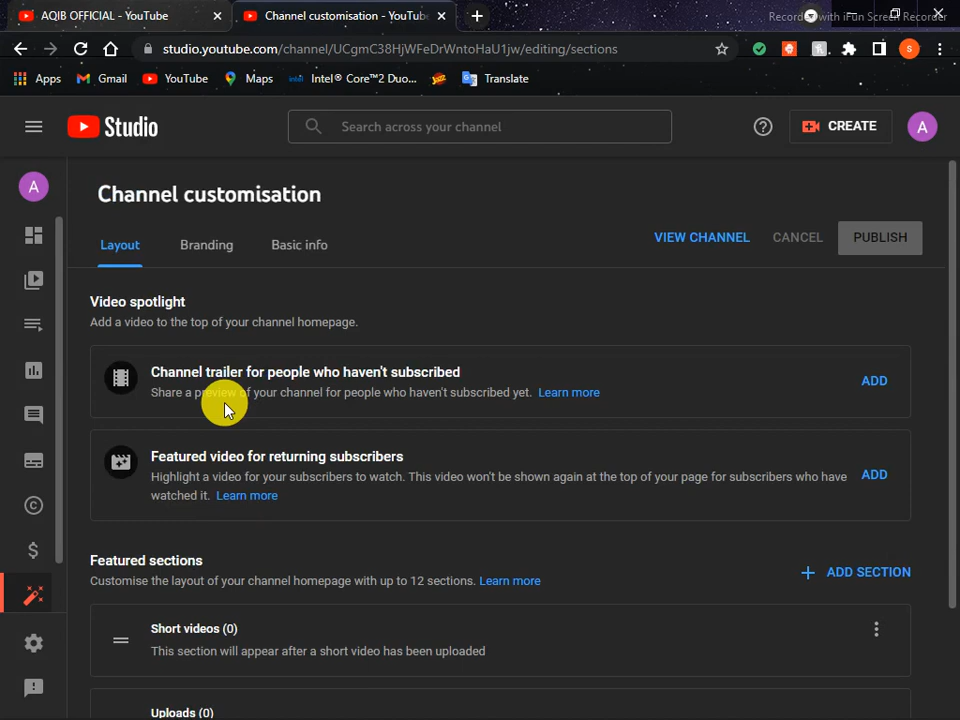 AQIB OFFICIAL - YouTube
Channel customisation - YouTub
Recorded with iFun Screen Recorder
studio.youtube.com/channel/UCgmC38HjWFeDrWntoHaU1jw/editing/sections
S
Apps
Gmail
YouTube
Maps
Intel® Core™2 Duo...
Translate
Studio
Search across your channel
CREATE
A
A
Channel customisation
Layout
Branding
Basic info
VIEW CHANNEL
CANCEL
PUBLISH
Video spotlight
Add a video to the top of your channel homepage.
Channel trailer for people who haven't subscribed
Share a preview of your channel for people who haven't subscribed yet. Learn more
ADD
Featured video for returning subscribers
Highlight a video for your subscribers to watch. This video won't be shown again at the top of your page for subscribers who have
watched it. Learn more
ADD
Featured sections
Customise the layout of your channel homepage with up to 12 sections. Learn more
+ ADD SECTION
Short videos (0)
This section will appear after a short video has been uploaded
Uploads (0)